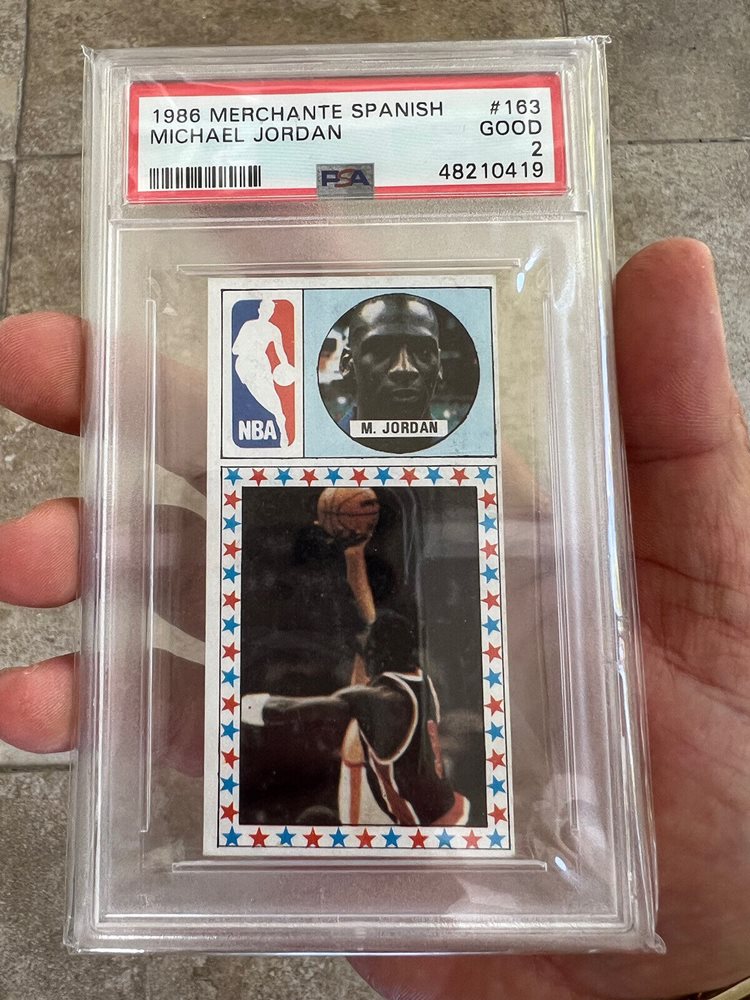 1986 MERCHANTE SPANISH #163
MICHAEL JORDAN GOOD
2
PSA 48210419
NBA
M. JORDAN